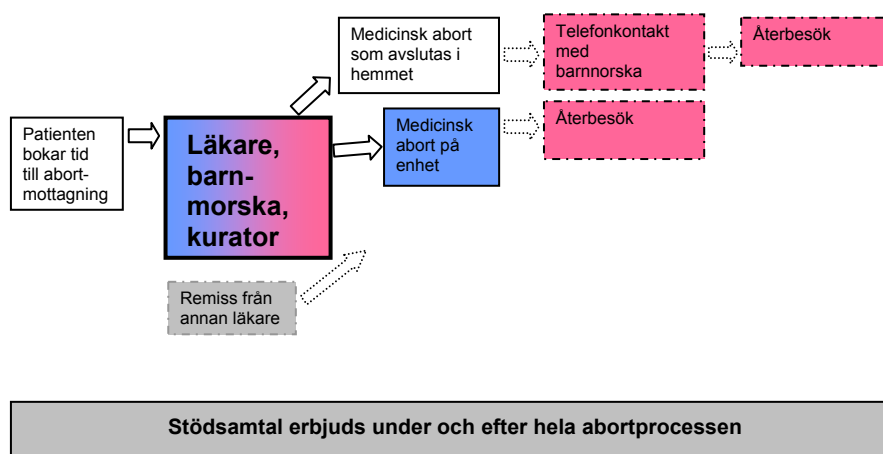 Patienten
bokar tid
till abort-
mottagning
Läkare,
barn-
morska,
kurator
Medicinsk abort
som avslutas i
hemmet
Telefonkontakt
med
barnnorska
Återbesök
Medicinsk
abort på
enhet
Återbesök
Remiss från
annan läkare
Stödsamtal erbjuds under och efter hela abortprocessen